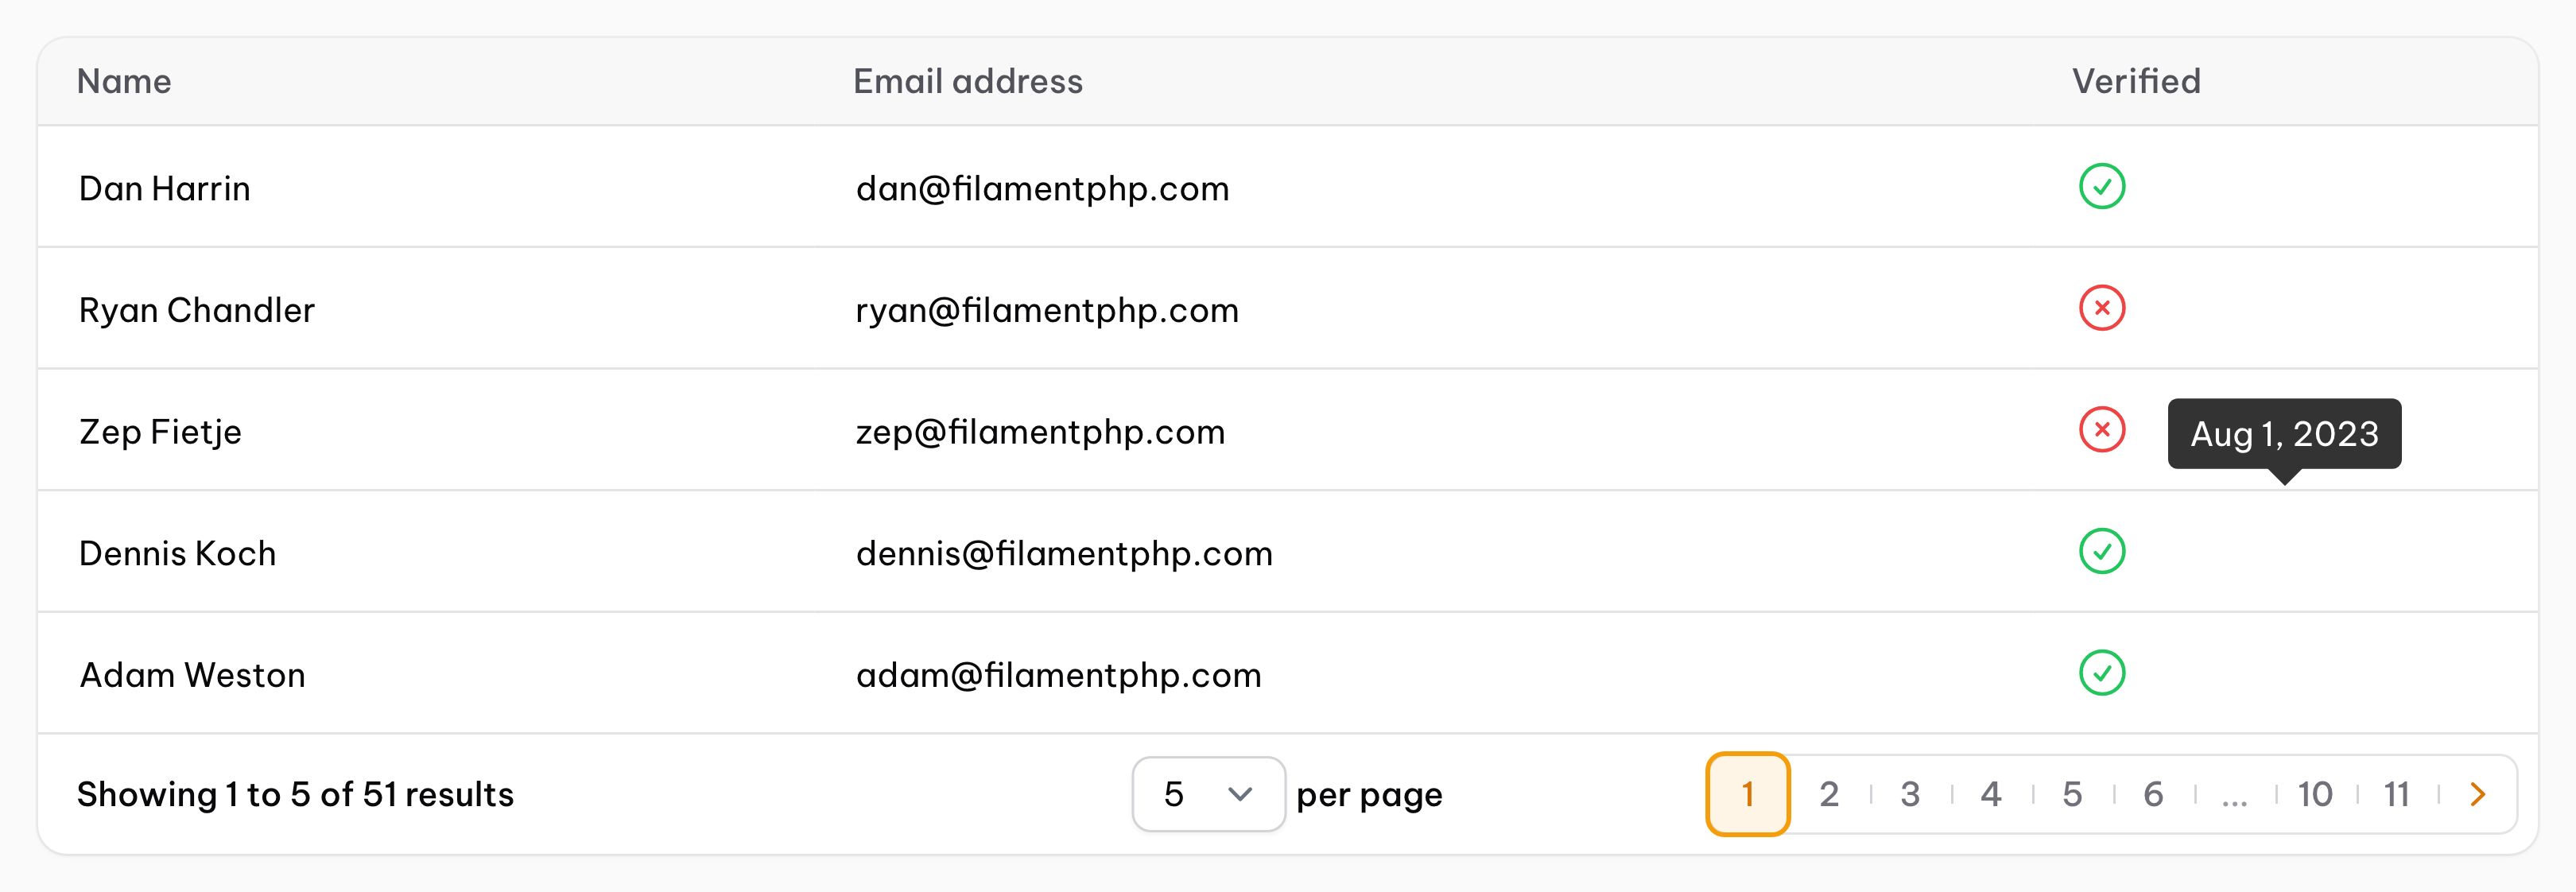 Name Email address Verified
Dan Harrin dan@filamentphp.com
Ryan Chandler ryan@filamentphp.com
Zep Fietje zep@filamentphp.com Aug 1, 2023
Dennis Koch dennis@filamentphp.com
Adam Weston adam@filamentphp.com
Showing 1 to 5 of 51 results 5 per page 1 2 3 4 5 6 ... 10 11